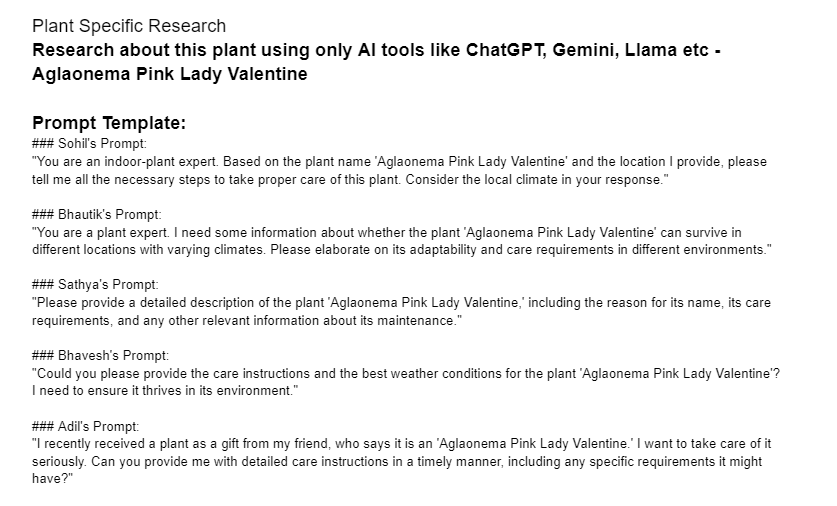 Plant Specific Research
Research about this plant using only AI tools like ChatGPT, Gemini, Llama etc -
Aglaonema Pink Lady Valentine
Prompt Template:
### Sohil's Prompt:
"You are an indoor-plant expert. Based on the plant name 'Aglaonema Pink Lady Valentine' and the location I provide, please
tell me all the necessary steps to take proper care of this plant. Consider the local climate in your response."
### Bhautik's Prompt:
"You are a plant expert. I need some information about whether the plant 'Aglaonema Pink Lady Valentine' can survive in
different locations with varying climates. Please elaborate on its adaptability and care requirements in different environments."
### Sathya's Prompt:
"Please provide a detailed description of the plant 'Aglaonema Pink Lady Valentine,' including the reason for its name, its care
requirements, and any other relevant information about its maintenance."
### Bhavesh's Prompt:
"Could you please provide the care instructions and the best weather conditions for the plant 'Aglaonema Pink Lady Valentine'?
I need to ensure it thrives in its environment."
### Adil's Prompt:
"I recently received a plant as a gift from my friend, who says it is an 'Aglaonema Pink Lady Valentine.' I want to take care of it
seriously. Can you provide me with detailed care instructions in a timely manner, including any specific requirements it might
have?"